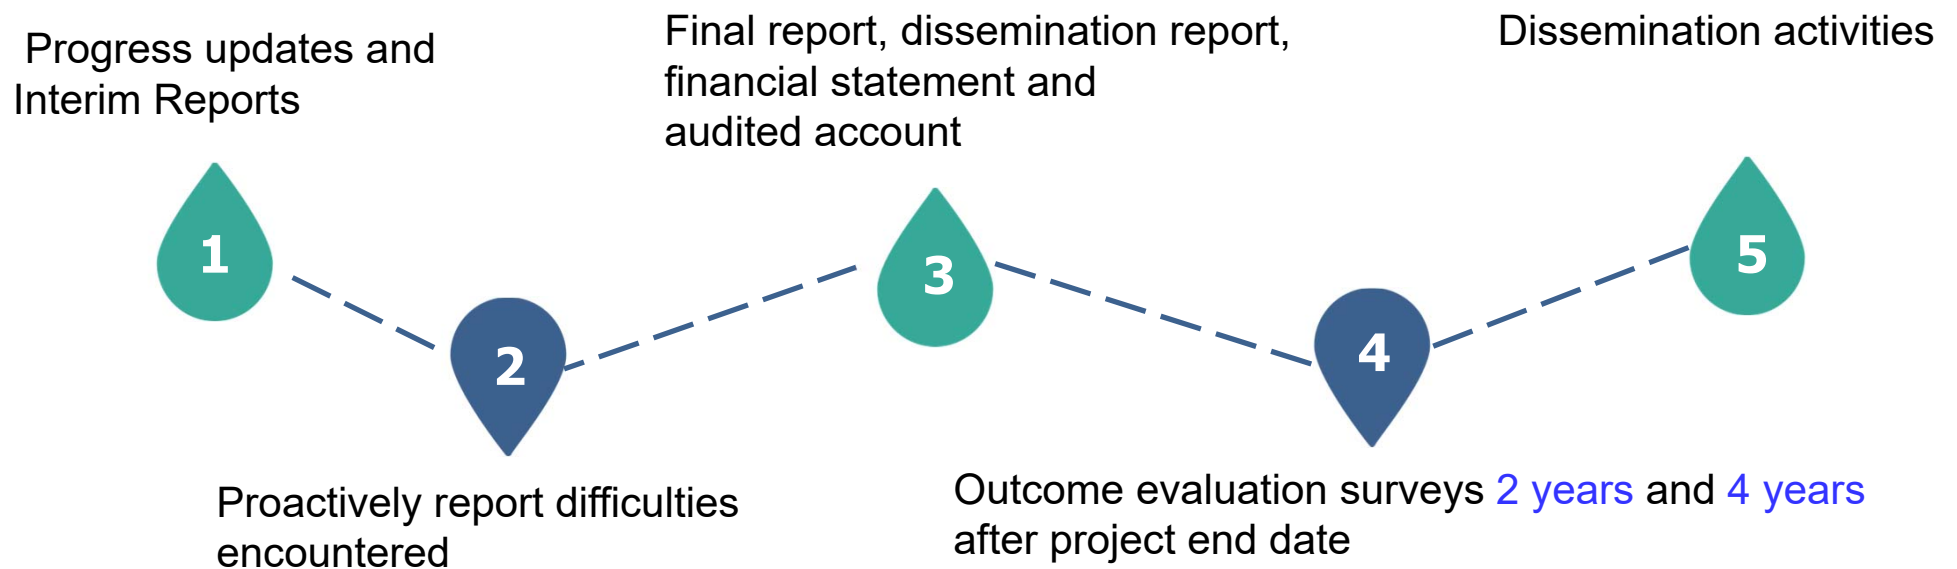 Progress updates and
Interim Reports
1
Proactively report difficulties
encountered
2
Final report, dissemination report,
financial statement and
audited account
3
Outcome evaluation surveys 2 years and 4 years
after project end date
4
Dissemination activities
5